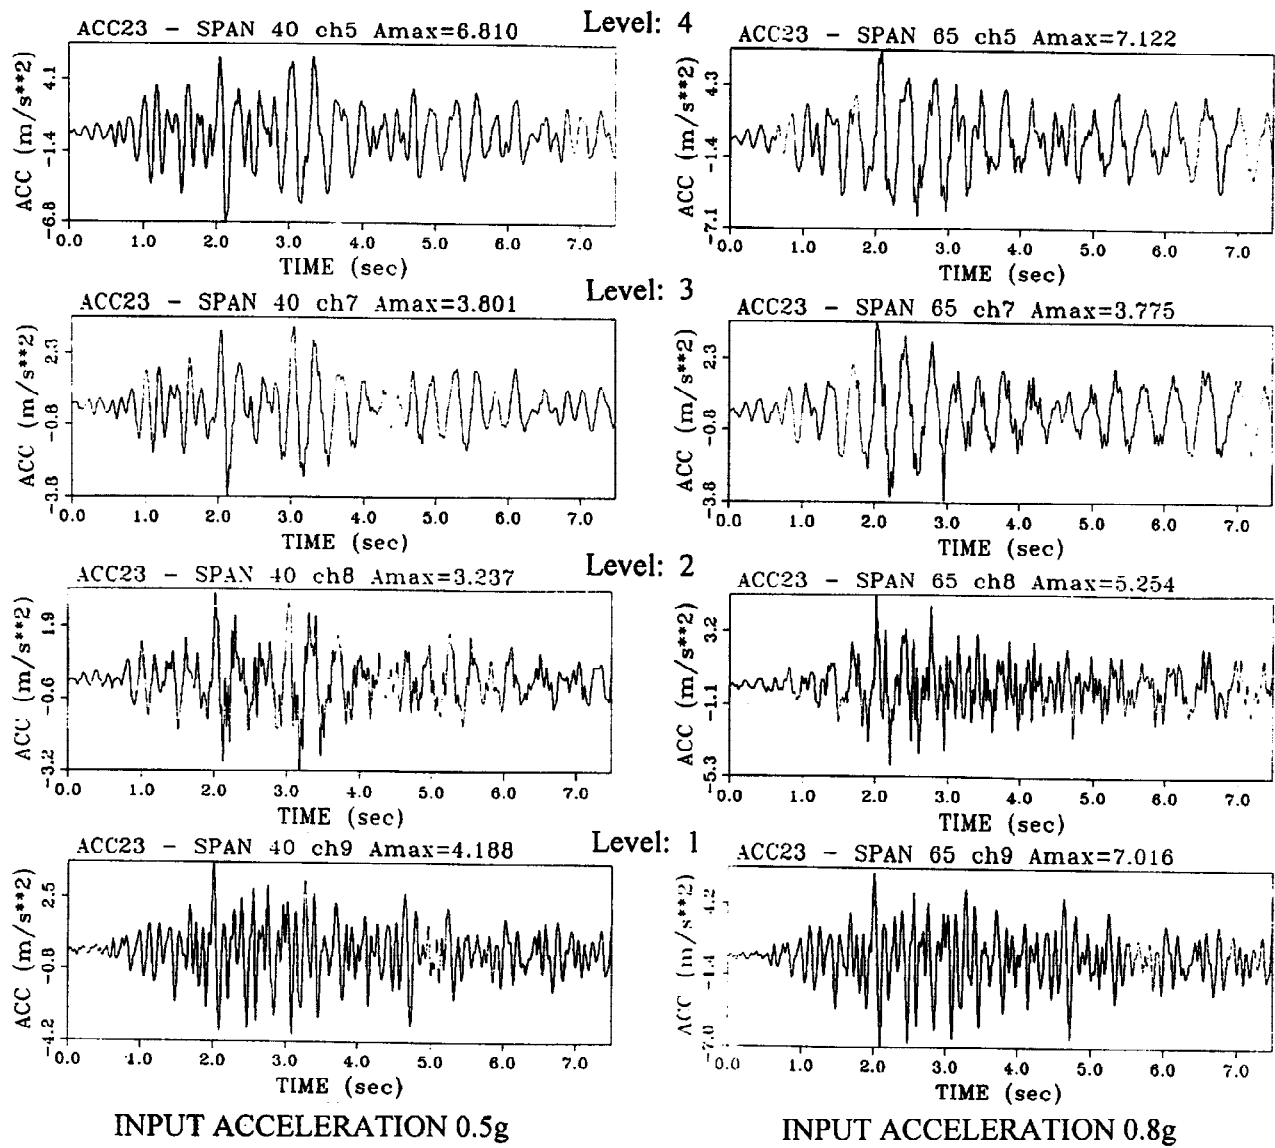 Level: 4
ACC23 - SPAN 40 ch5 Amax=6.810
ACC (m/s**2)
4.1
-1.4
-6.8
0.0 1.0 2.0 3.0 4.0 5.0 6.0 7.0
TIME (sec)
ACC23 - SPAN 65 ch5 Amax=7.122
ACC (m/s**2)
4.3
-1.4
-7.1
0.0 1.0 2.0 3.0 4.0 5.0 6.0 7.0
TIME (sec)
Level: 3
ACC23 - SPAN 40 ch7 Amax=3.801
ACC (m/s**2)
2.3
-0.8
-3.8
0.0 1.0 2.0 3.0 4.0 5.0 6.0 7.0
TIME (sec)
ACC23 - SPAN 65 ch7 Amax=3.775
ACC (m/s**2)
2.3
-0.8
-3.8
0.0 1.0 2.0 3.0 4.0 5.0 6.0 7.0
TIME (sec)
Level: 2
ACC23 - SPAN 40 ch8 Amax=3.237
ACC (m/s**2)
1.9
-0.6
-3.2
0.0 1.0 2.0 3.0 4.0 5.0 6.0 7.0
TIME (sec)
ACC23 - SPAN 65 ch8 Amax=5.254
ACC (m/s**2)
3.2
-1.1
-5.3
0.0 1.0 2.0 3.0 4.0 5.0 6.0 7.0
TIME (sec)
Level: 1
ACC23 - SPAN 40 ch9 Amax=4.188
ACC (m/s**2)
2.5
-0.8
-4.2
0.0 1.0 2.0 3.0 4.0 5.0 6.0 7.0
TIME (sec)
ACC23 - SPAN 65 ch9 Amax=7.016
ACC (m/s**2)
4.2
-1.4
-7.0
0.0 1.0 2.0 3.0 4.0 5.0 6.0 7.0
TIME (sec)
INPUT ACCELERATION 0.5g
INPUT ACCELERATION 0.8g